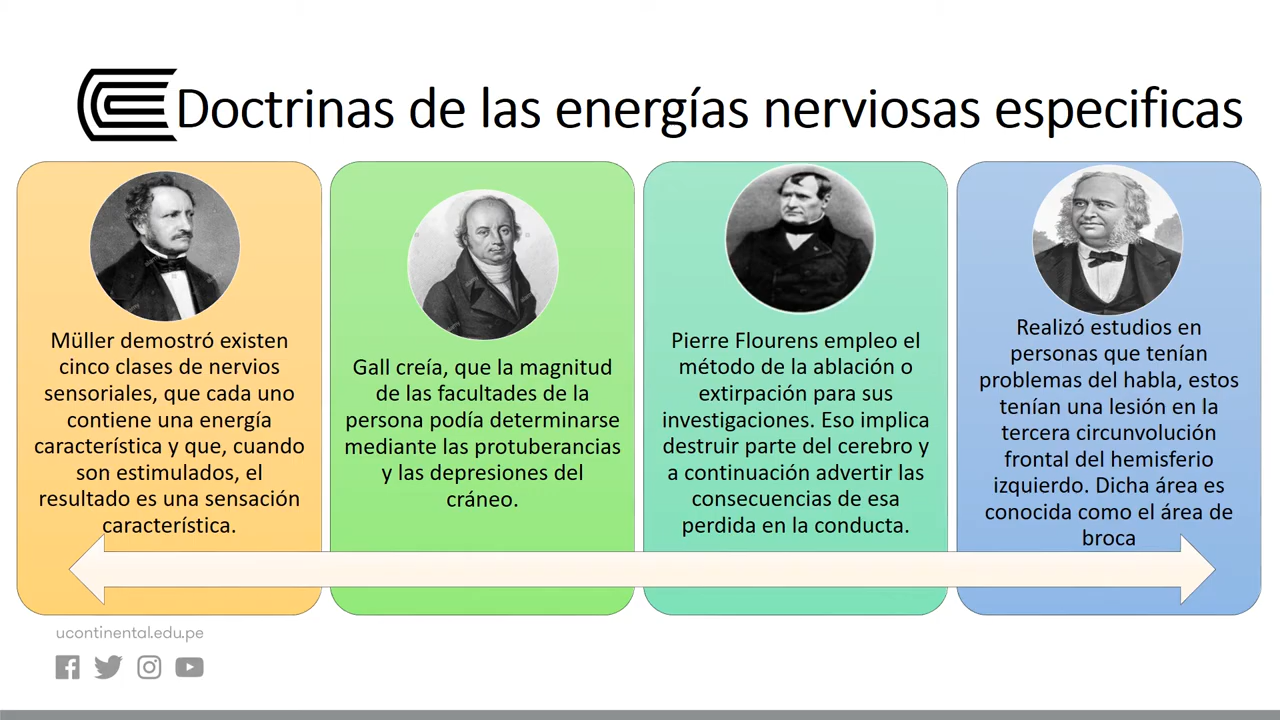 Doctrinas de las energías nerviosas especificas
Müller demostró existen
cinco clases de nervios
sensoriales, que cada uno
contiene una energía
característica y que, cuando
son estimulados, el
resultado es una sensación
característica.
Gall creía, que la magnitud
de las facultades de la
persona podía determinarse
mediante las protuberancias
y las depresiones del
cráneo.
Pierre Flourens empleo el
método de la ablación o
extirpación para sus
investigaciones. Eso implica
destruir parte del cerebro y
a continuación advertir las
consecuencias de esa
perdida en la conducta.
Realizó estudios en
personas que tenían
problemas del habla, estos
tenían una lesión en la
tercera circunvolución
frontal del hemisferio
izquierdo. Dicha área es
conocida como el área de
broca
ucontinental.edu.pe